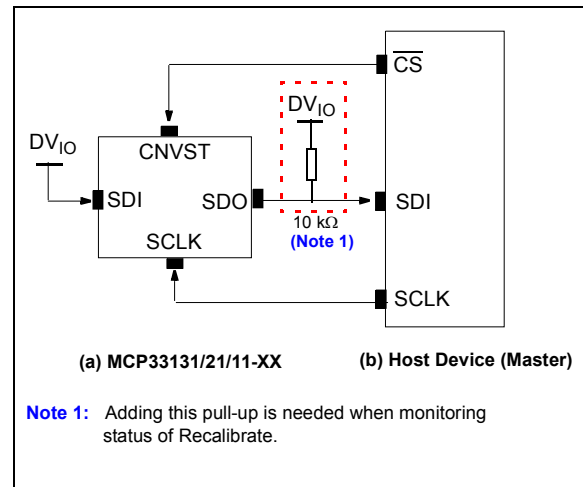 CS
DVIO
DVIO
CNVST
SDI
SDO
SDI
10 kΩ
(Note 1)
SCLK
SCLK
(a) MCP33131/21/11-XX
(b) Host Device (Master)
Note 1: Adding this pull-up is needed when monitoring
status of Recalibrate.